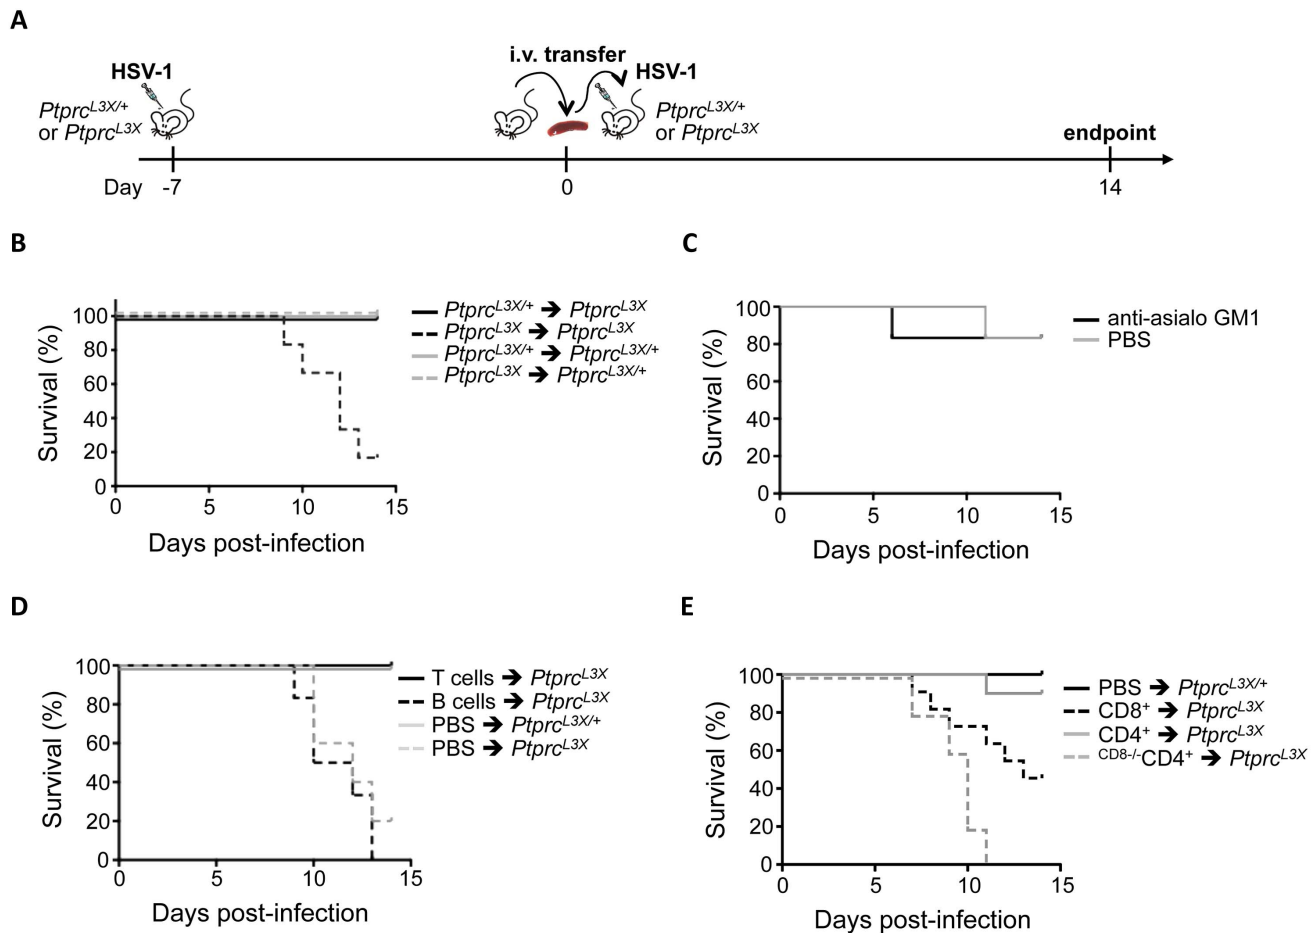 A
i.v. transfer
HSV-1
HSV-1
Ptprc^L3X/+
or Ptprc^L3X
Ptprc^L3X/+
or Ptprc^L3X
endpoint
Day
-7
0
14
B
Survival (%)
100
80
60
40
20
0
0 5 10 15
Days post-infection
Ptprc^L3X/+ ➔ Ptprc^L3X
Ptprc^L3X ➔ Ptprc^L3X
Ptprc^L3X/+ ➔ Ptprc^L3X/+
Ptprc^L3X ➔ Ptprc^L3X/+
C
Survival (%)
100
80
60
40
20
0
0 5 10 15
Days post-infection
anti-asialo GM1
PBS
D
Survival (%)
100
80
60
40
20
0
0 5 10 15
Days post-infection
T cells ➔ Ptprc^L3X
B cells ➔ Ptprc^L3X
PBS ➔ Ptprc^L3X/+
PBS ➔ Ptprc^L3X
E
Survival (%)
100
80
60
40
20
0
0 5 10 15
Days post-infection
PBS ➔ Ptprc^L3X/+
CD8⁺ ➔ Ptprc^L3X
CD4⁺ ➔ Ptprc^L3X
^CD8-/-CD4⁺ ➔ Ptprc^L3X